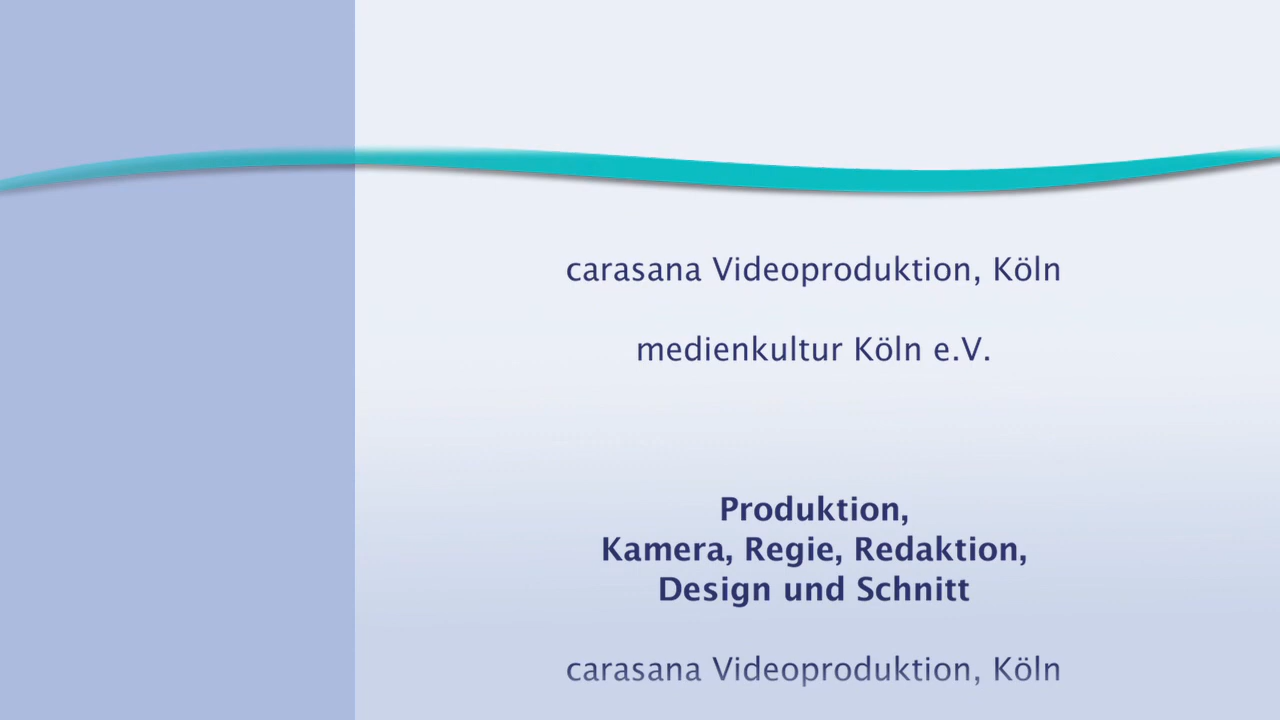 carasana Videoproduktion, Köln
medienkultur Köln e.V.
Produktion,
Kamera, Regie, Redaktion,
Design und Schnitt
carasana Videoproduktion, Köln